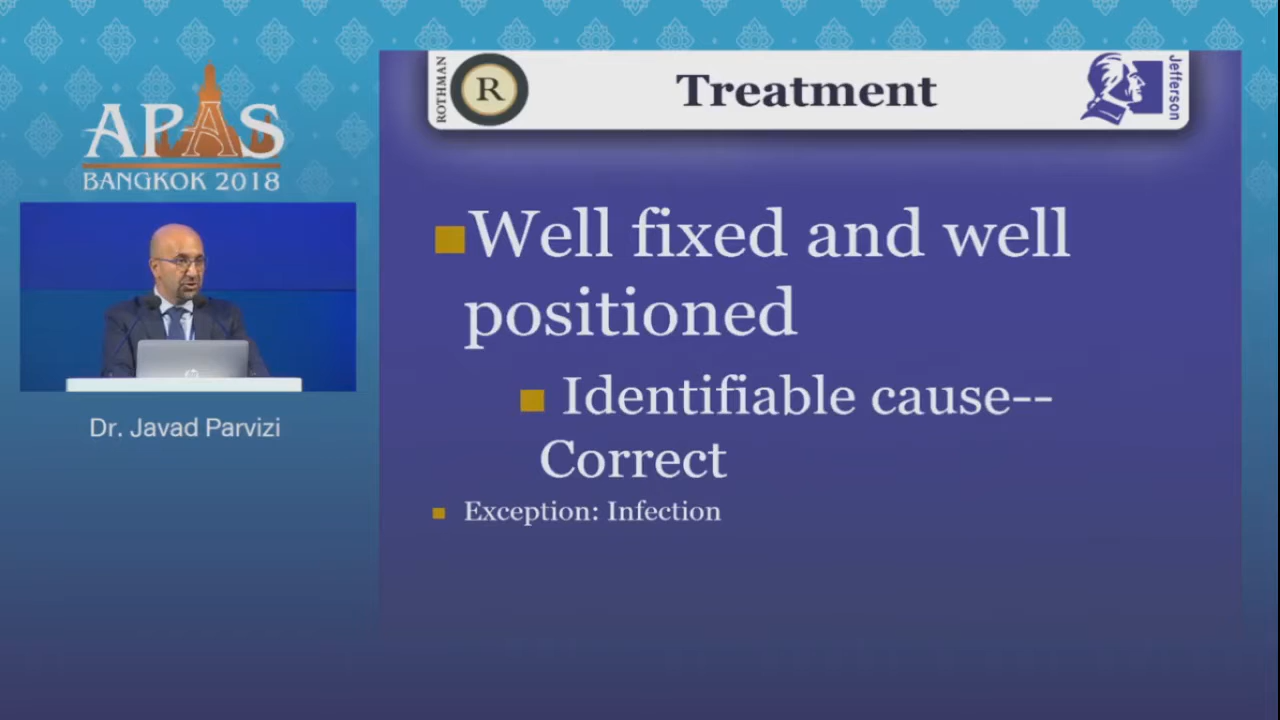 APAS
BANGKOK 2018
Dr. Javad Parvizi
ROTHMAN
R
Treatment
Jefferson
Well fixed and well
positioned
Identifiable cause--
Correct
Exception: Infection